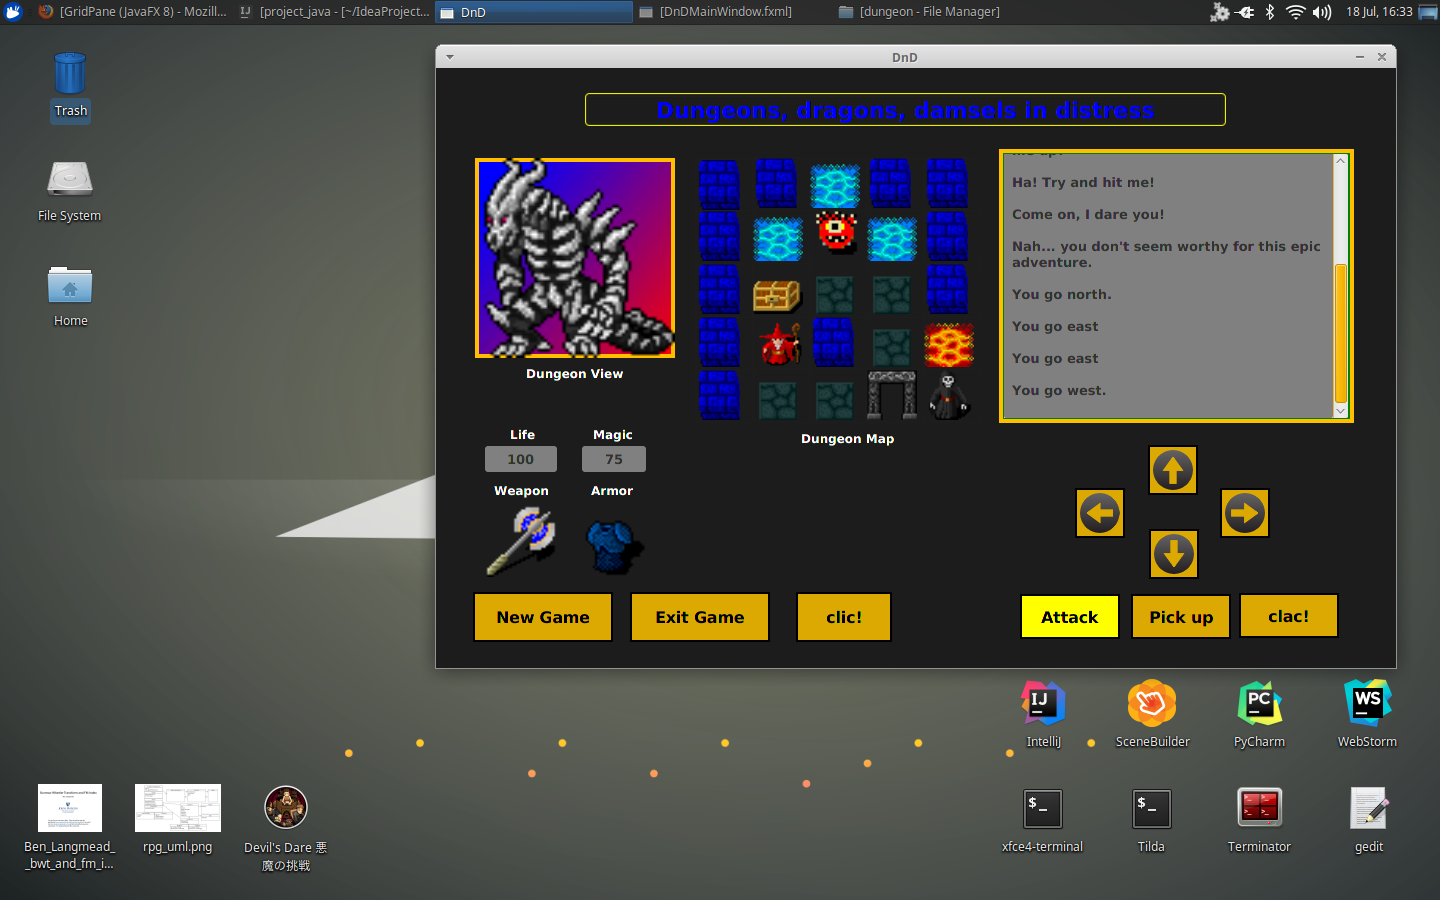 [GridPane (JavaFX 8) - Mozill...
[project_java - [~/IdeaProject...
DnD
[DnDMainWindow.fxml]
[dungeon - File Manager]
18 Jul, 16:33
Trash
File System
Home
DnD
Dungeons, dragons, damsels in distress
Dungeon View
Life
Magic
100
75
Weapon
Armor
Dungeon Map
Ha! Try and hit me!
Come on, I dare you!
Nah... you don't seem worthy for this epic
adventure.
You go north.
You go east
You go east
You go west.
New Game
Exit Game
clic!
Attack
Pick up
clac!
IJ
PC
WS
IntelliJ
SceneBuilder
PyCharm
WebStorm
$_
$_
xfce4-terminal
Tilda
Terminator
gedit
Ben_Langmead_
_bwt_and_fm_i...
rpg_uml.png
Devil's Dare 悪
魔の挑戦